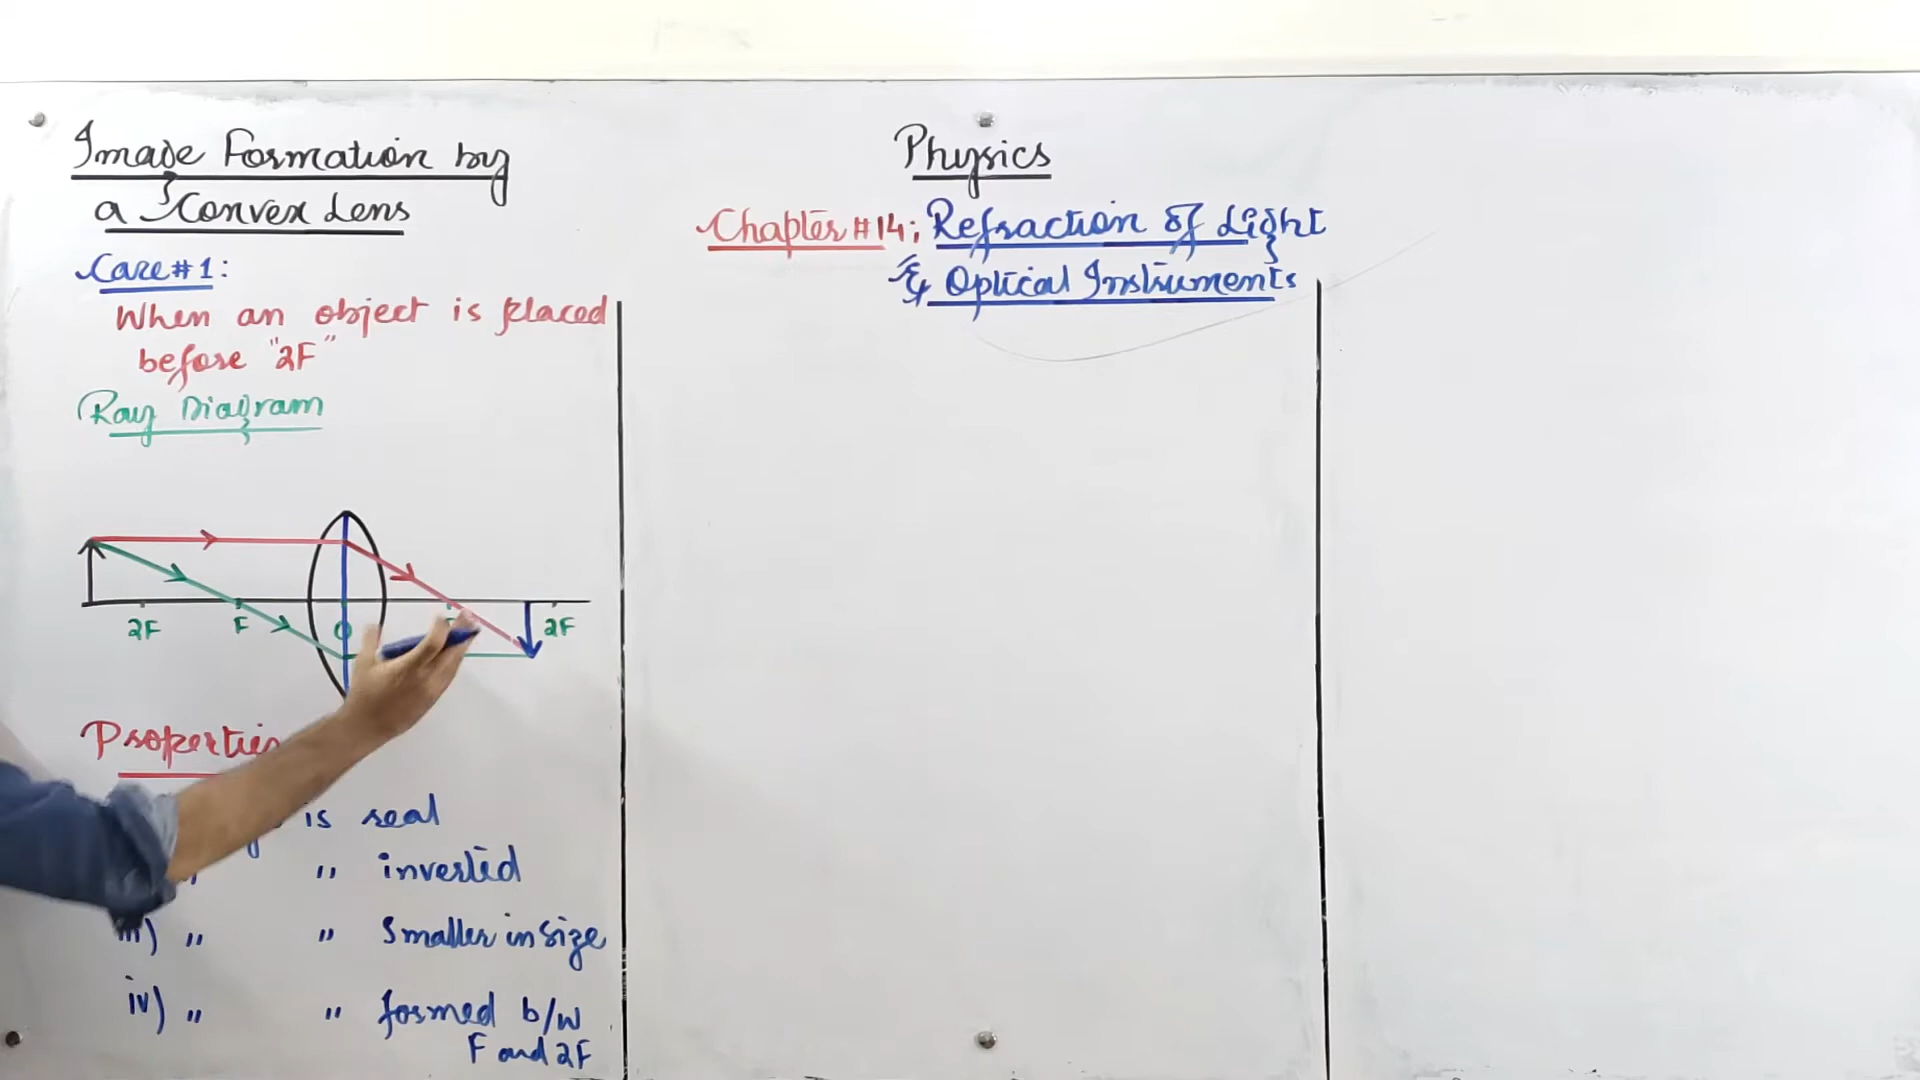 Image Formation by
a Convex Lens
Case#1:
When an object is placed
before "2F"
Ray Diagram
2F F O 2F
Properties
is real
" inverted
iii) " " Smaller in size
iv) " " formed b/w
F and 2F
Physics
Chapter #14; Refraction of Light
& Optical Instruments